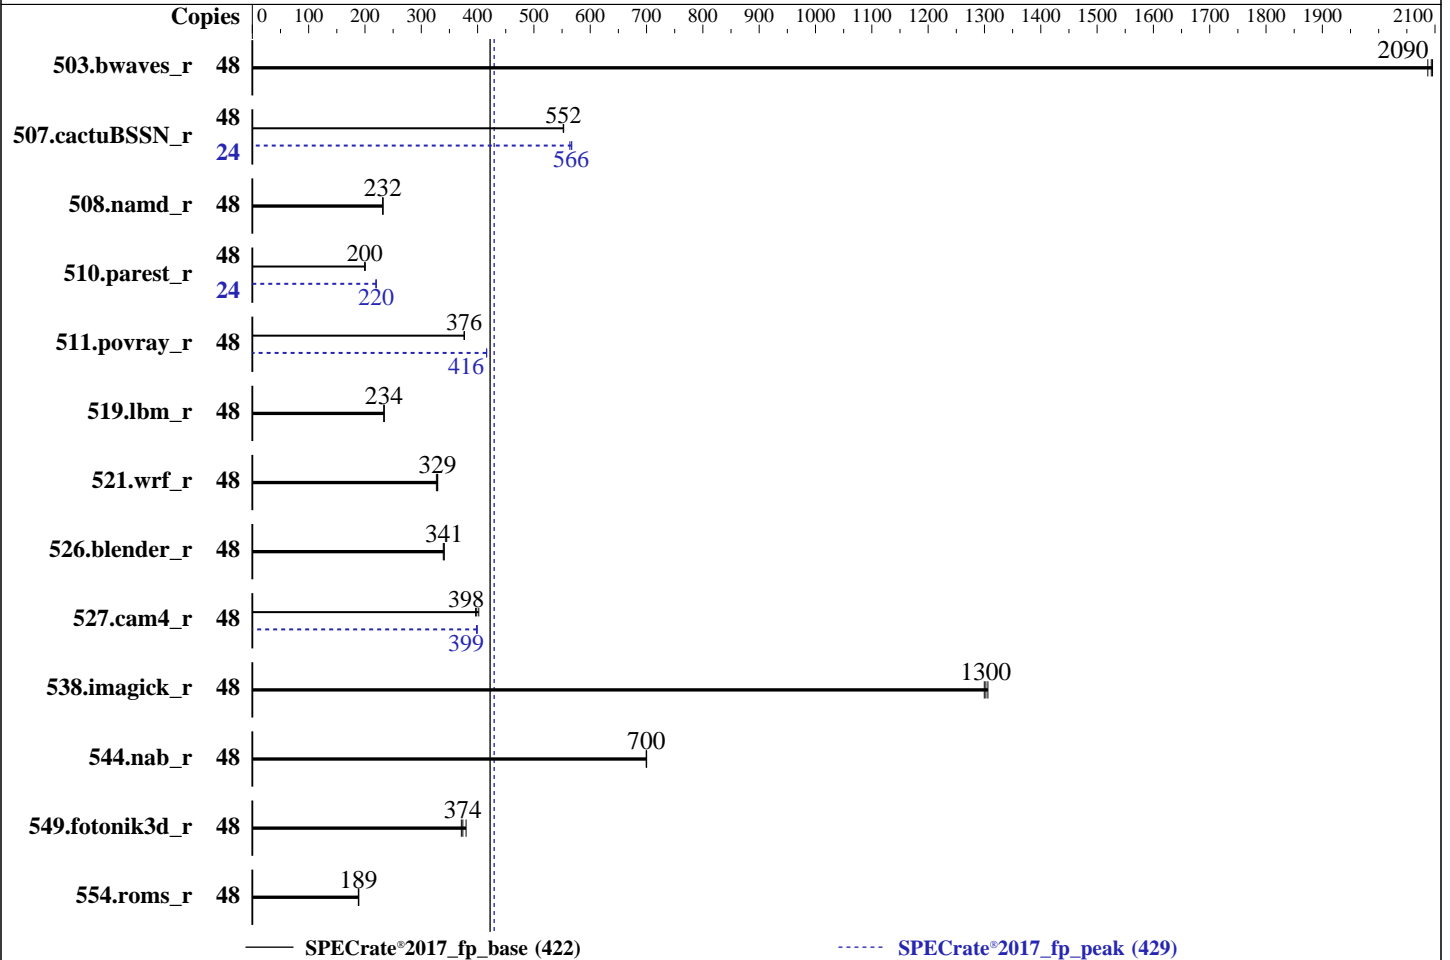 Copies 0 100 200 300 400 500 600 700 800 900 1000 1100 1200 1300 1400 1500 1600 1700 1800 1900 2100
503.bwaves_r 48 2090
507.cactuBSSN_r 48 552
24 566
508.namd_r 48 232
510.parest_r 48 200
24 220
511.povray_r 48 376
416
519.lbm_r 48 234
521.wrf_r 48 329
526.blender_r 48 341
527.cam4_r 48 398
399
538.imagick_r 48 1300
544.nab_r 48 700
549.fotonik3d_r 48 374
554.roms_r 48 189
SPECrate®2017_fp_base (422) SPECrate®2017_fp_peak (429)